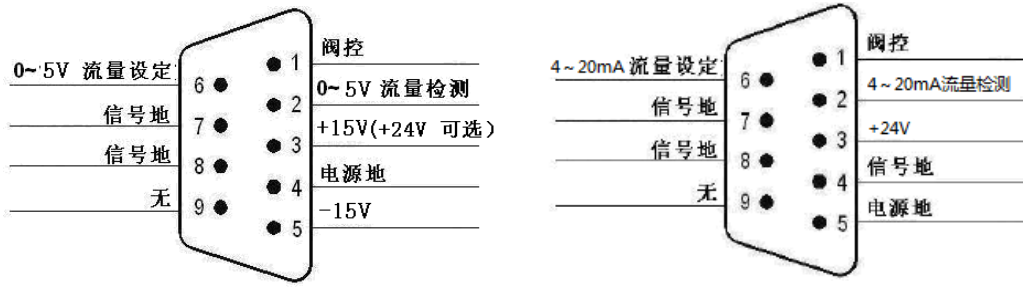 阀控
1
0~5V 流量设定
6
0~5V 流量检测
2
信号地
7
+15V(+24V 可选)
3
信号地
8
电源地
4
无
9
-15V
5
阀控
1
4~20mA 流量设定
6
4~20mA流量检测
2
信号地
7
+24V
3
信号地
8
信号地
4
无
9
电源地
5